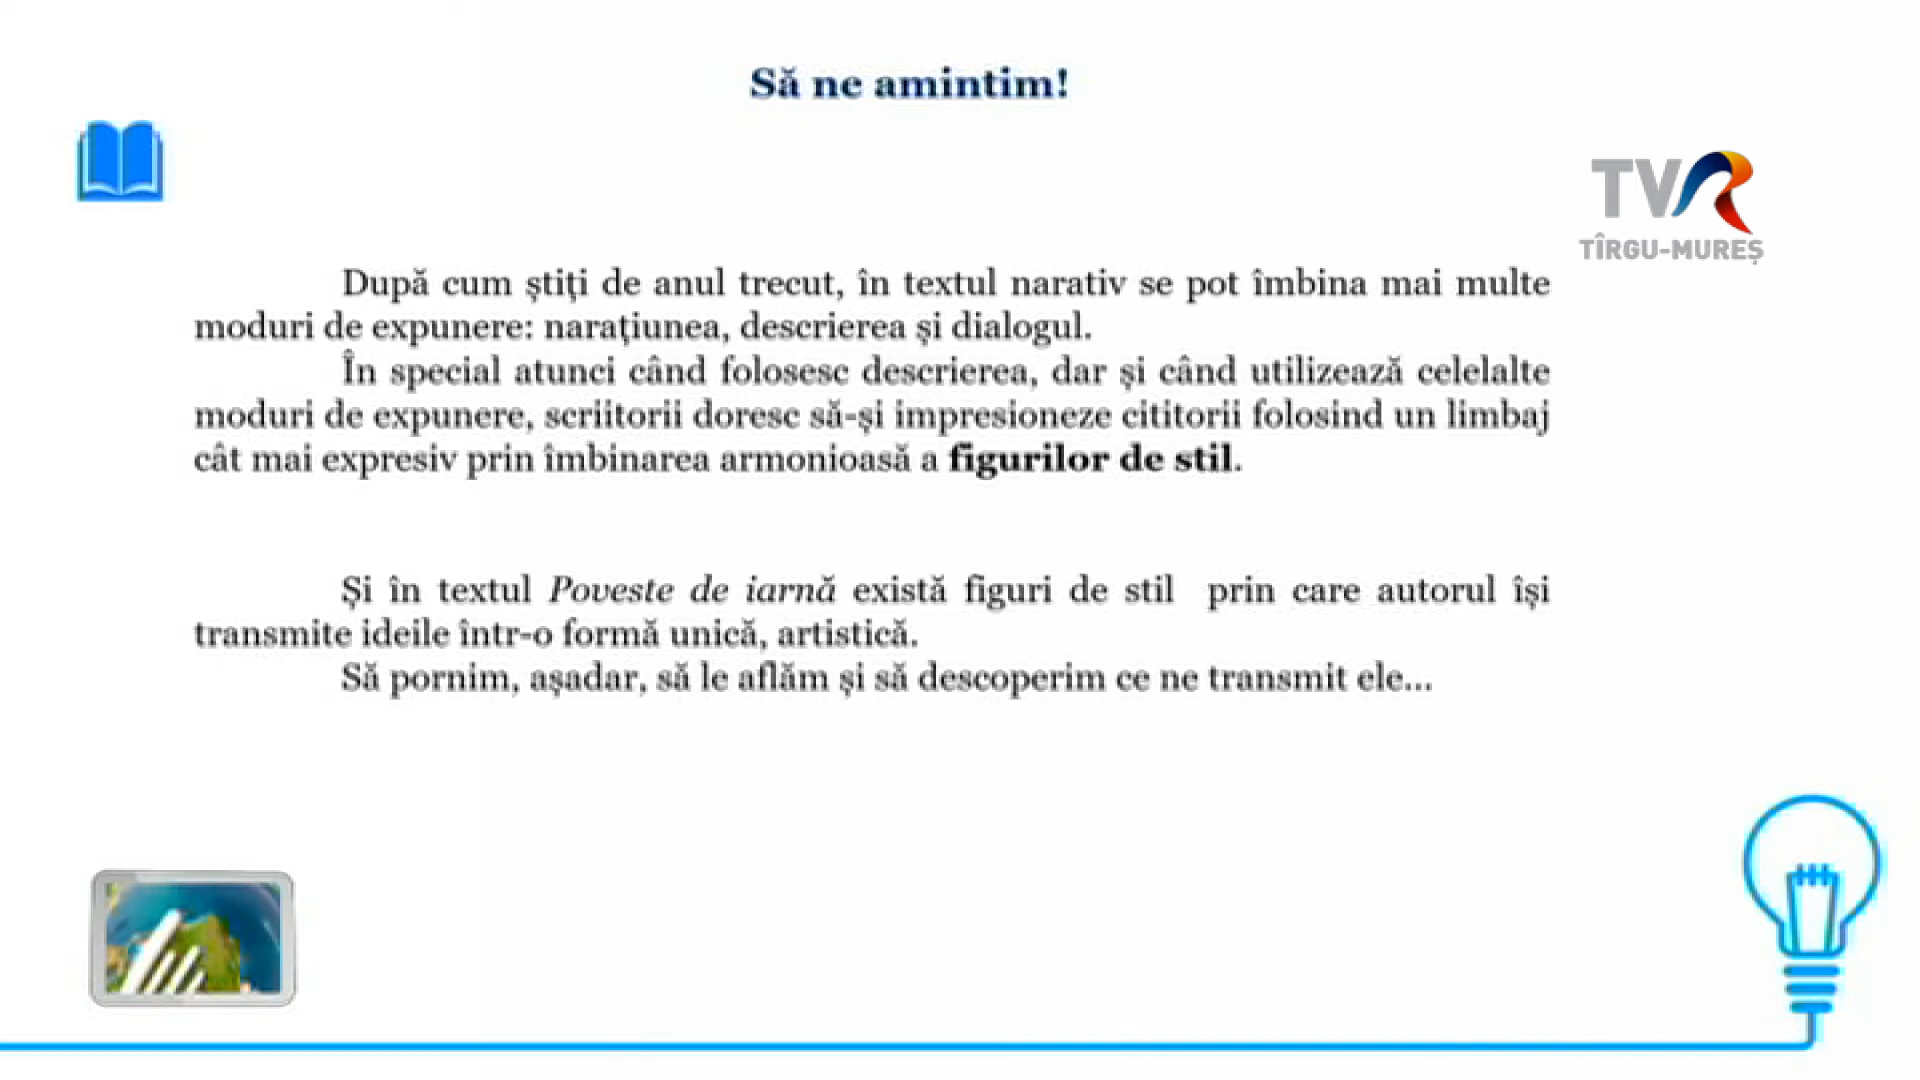 Să ne amintim!
TVR
TÎRGU-MUREȘ
După cum știți de anul trecut, în textul narativ se pot îmbina mai multe
moduri de expunere: narațiunea, descrierea și dialogul.
În special atunci când folosesc descrierea, dar și când utilizează celelalte
moduri de expunere, scriitorii doresc să-și impresioneze cititorii folosind un limbaj
cât mai expresiv prin îmbinarea armonioasă a figurilor de stil.
Și în textul Poveste de iarnă există figuri de stil prin care autorul își
transmite ideile într-o formă unică, artistică.
Să pornim, așadar, să le aflăm și să descoperim ce ne transmit ele...